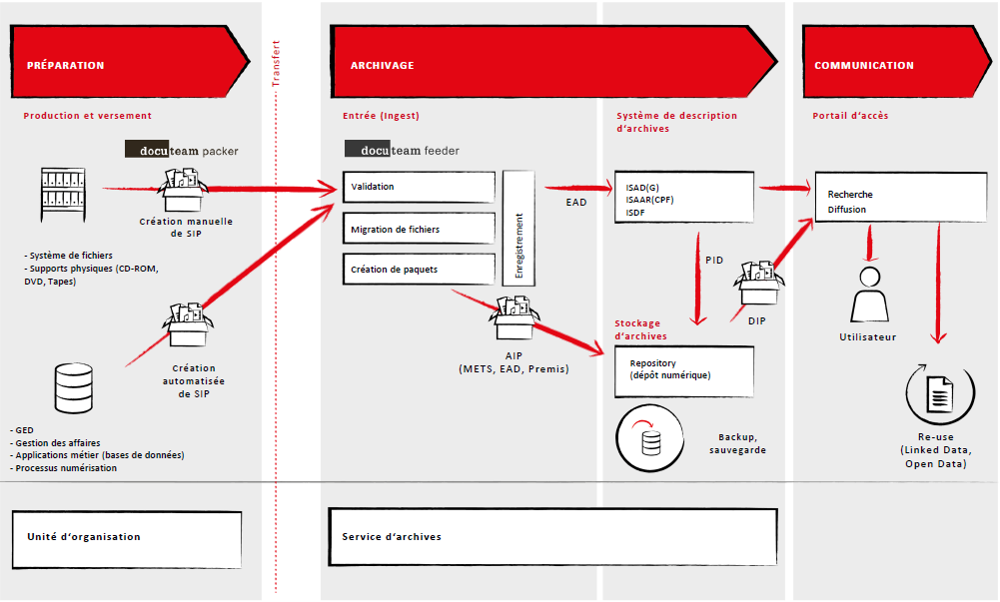 PRÉPARATION
Transfert
ARCHIVAGE
COMMUNICATION
Production et versement
docuteam packer
Création manuelle
de SIP
- Système de fichiers
- Supports physiques (CD-ROM,
DVD, Tapes)
Création
automatisée
de SIP
- GED
- Gestion des affaires
- Applications métier (bases de données)
- Processus numérisation
Entrée (Ingest)
docuteam feeder
Validation
Migration de fichiers
Création de paquets
Enregistrement
EAD
AIP
(METS, EAD, Premis)
Système de description
d‘archives
ISAD(G)
ISAAR(CPF)
ISDF
PID
DIP
Stockage
d‘archives
Repository
(dépôt numérique)
Backup,
sauvegarde
Portail d‘accès
Recherche
Diffusion
Utilisateur
Re-use
(Linked Data,
Open Data)
Unité d‘organisation
Service d‘archives